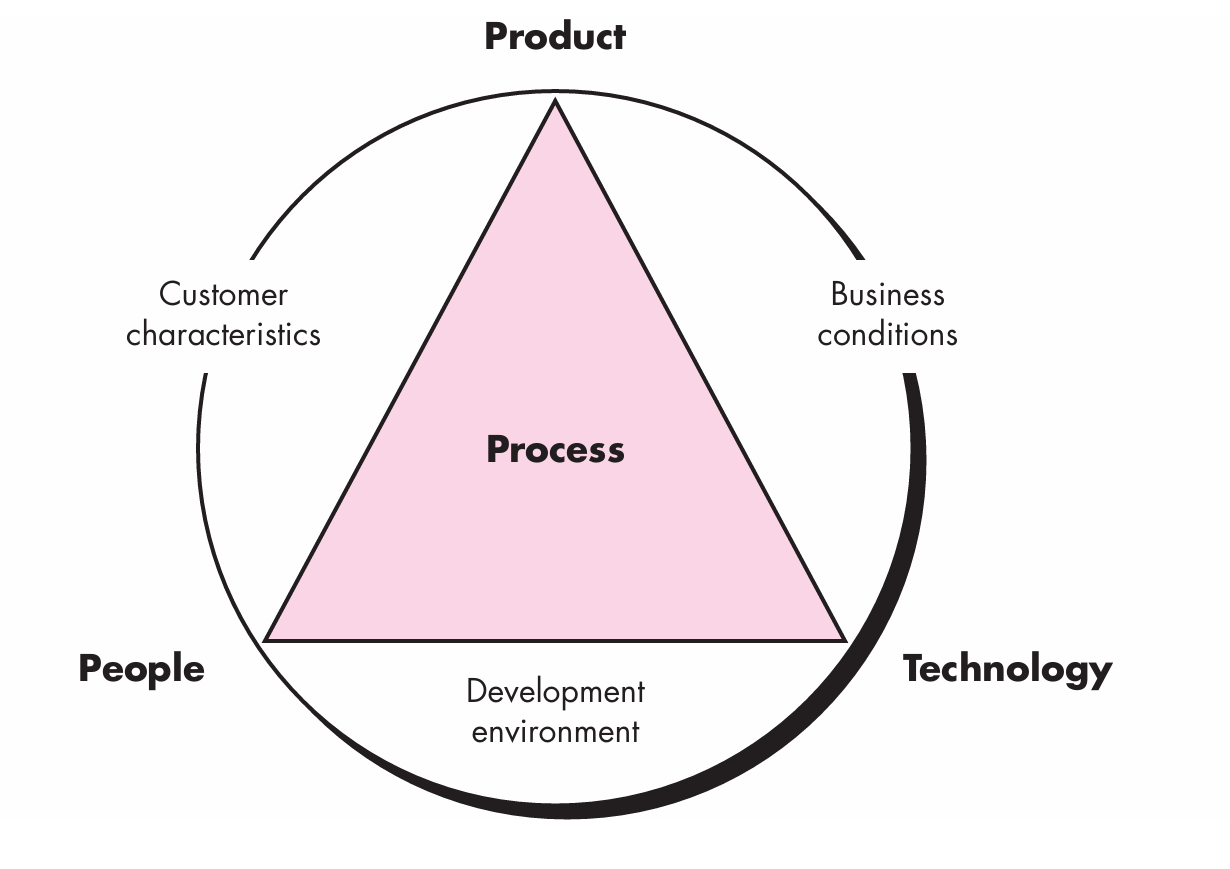 Product
Customer
characteristics
Business
conditions
Process
People
Technology
Development
environment